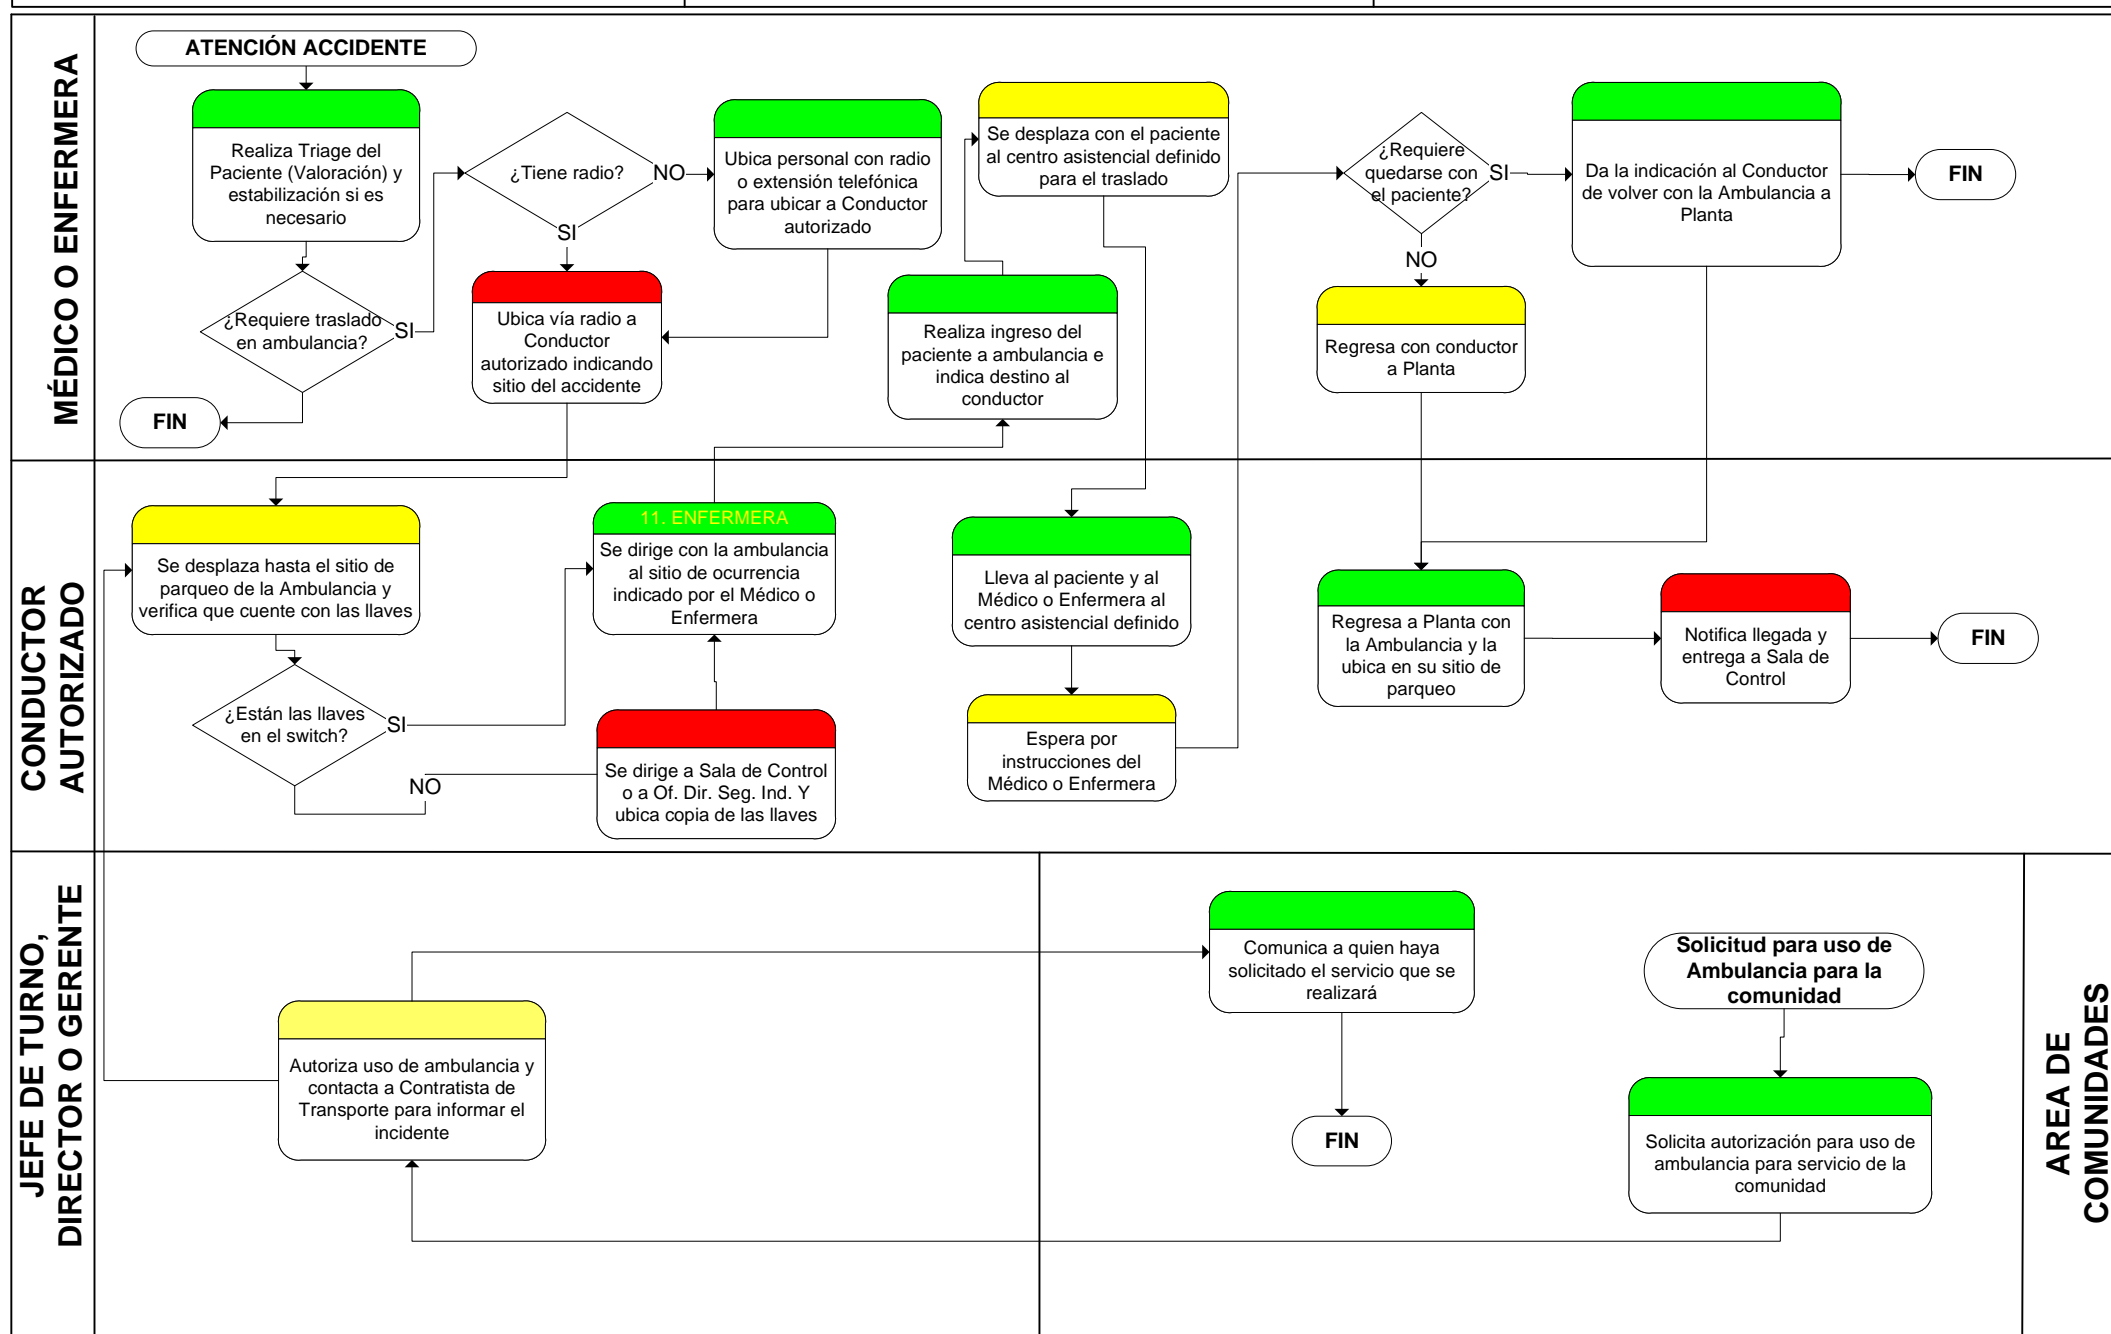 MÉDICO O ENFERMERA
ATENCIÓN ACCIDENTE
Realiza Triage del
Paciente (Valoración) y
estabilización si es
necesario
¿Requiere traslado
en ambulancia?
SI
FIN
¿Tiene radio?
NO
SI
Ubica personal con radio
o extensión telefónica
para ubicar a Conductor
autorizado
Ubica vía radio a
Conductor
autorizado indicando
sitio del accidente
Se desplaza con el paciente
al centro asistencial definido
para el traslado
Realiza ingreso del
paciente a ambulancia e
indica destino al
conductor
¿Requiere
quedarse con
el paciente?
SI
NO
Da la indicación al Conductor
de volver con la Ambulancia a
Planta
FIN
Regresa con conductor
a Planta
CONDUCTOR
AUTORIZADO
Se desplaza hasta el sitio de
parqueo de la Ambulancia y
verifica que cuente con las llaves
¿Están las llaves
en el switch?
SI
NO
11. ENFERMERA
Se dirige con la ambulancia
al sitio de ocurrencia
indicado por el Médico o
Enfermera
Se dirige a Sala de Control
o a Of. Dir. Seg. Ind. Y
ubica copia de las llaves
Lleva al paciente y al
Médico o Enfermera al
centro asistencial definido
Espera por
instrucciones del
Médico o Enfermera
Regresa a Planta con
la Ambulancia y la
ubica en su sitio de
parqueo
Notifica llegada y
entrega a Sala de
Control
FIN
JEFE DE TURNO,
DIRECTOR O GERENTE
Autoriza uso de ambulancia y
contacta a Contratista de
Transporte para informar el
incidente
Comunica a quien haya
solicitado el servicio que se
realizará
FIN
Solicitud para uso de
Ambulancia para la
comunidad
Solicita autorización para uso de
ambulancia para servicio de la
comunidad
AREA DE
COMUNIDADES